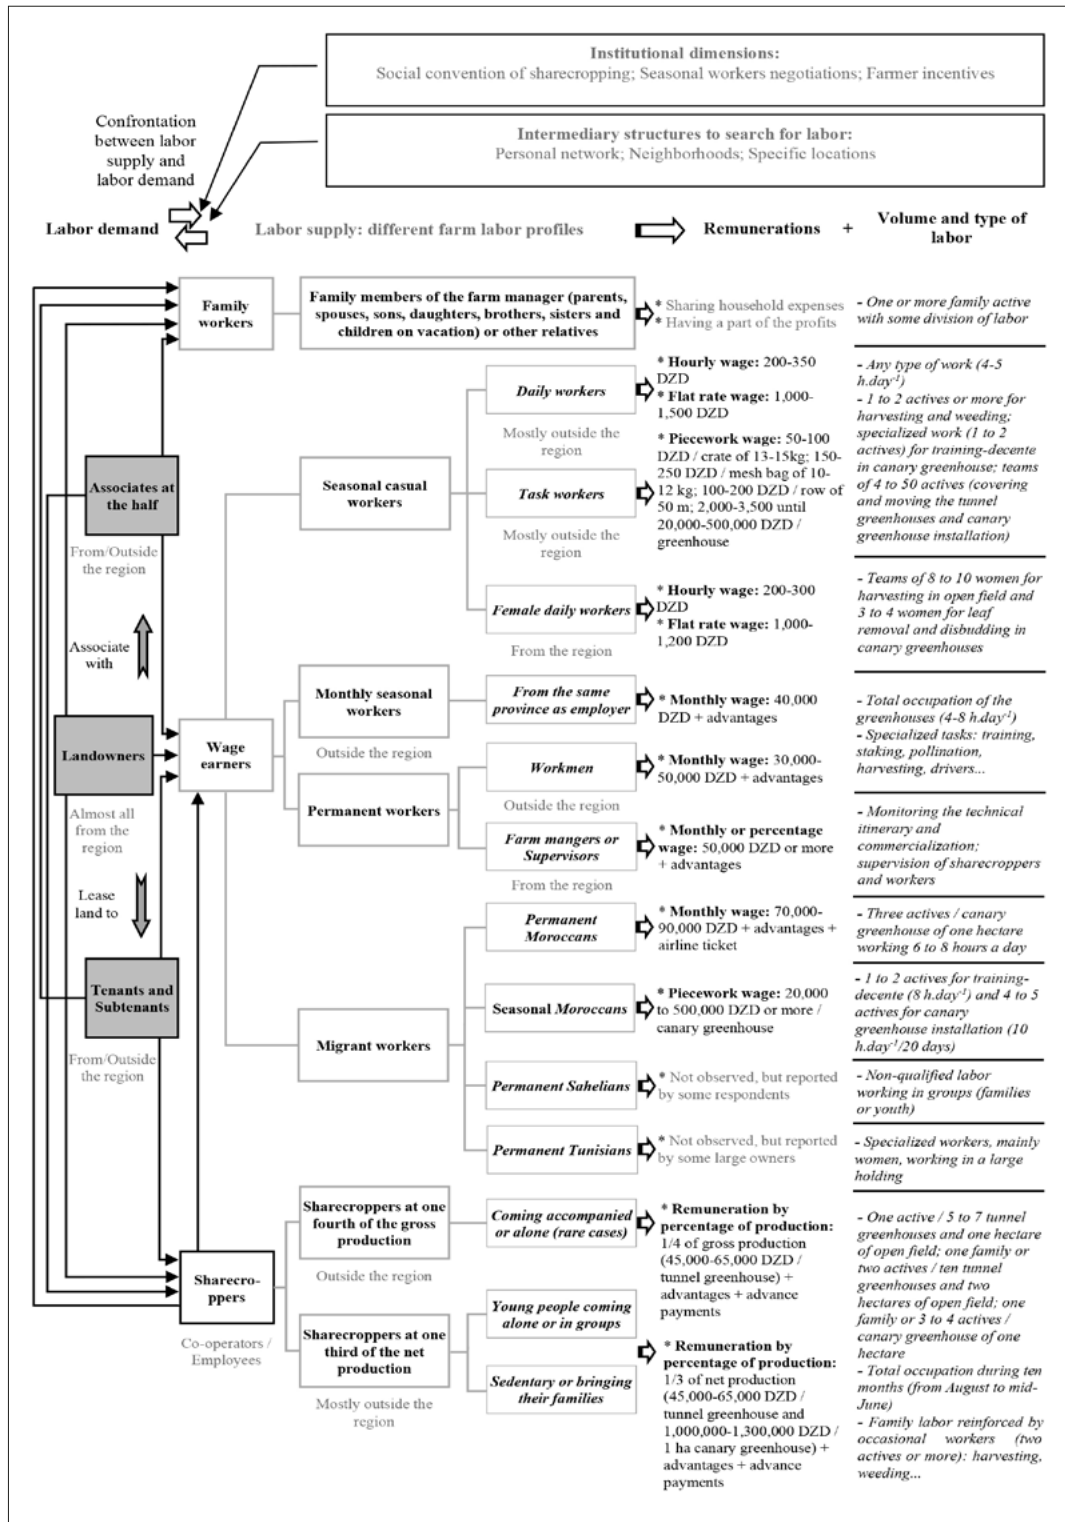 Institutional dimensions:
Social convention of sharecropping; Seasonal workers negotiations; Farmer incentives
Intermediary structures to search for labor:
Personal network; Neighborhoods; Specific locations
Confrontation
between labor
supply and
labor demand
Labor demand
Labor supply: different farm labor profiles
Remunerations
+
Volume and type of
labor
Family
workers
Family members of the farm manager (parents,
spouses, sons, daughters, brothers, sisters and
children on vacation) or other relatives
* Sharing household expenses
* Having a part of the profits
- One or more family active
with some division of labor
Associates at
the half
From/Outside
the region
Associate
with
Landowners
Almost all
from the
region
Lease
land to
Tenants and
Subtenants
From/Outside
the region
Wage
earners
Seasonal casual
workers
Daily workers
Mostly outside the
region
* Hourly wage: 200-350
DZD
* Flat rate wage: 1,000-
1,500 DZD
Task workers
Mostly outside the
region
* Piecework wage: 50-100
DZD / crate of 13-15kg; 150-
250 DZD / mesh bag of 10-
12 kg; 100-200 DZD / row of
50 m; 2,000-3,500 until
20,000-500,000 DZD /
greenhouse
- Any type of work (4-5
h.day⁻¹)
- 1 to 2 actives or more for
harvesting and weeding;
specialized work (1 to 2
actives) for training-decente
in canary greenhouse; teams
of 4 to 50 actives (covering
and moving the tunnel
greenhouses and canary
greenhouse installation)
Female daily workers
From the region
* Hourly wage: 200-300
DZD
* Flat rate wage: 1,000-
1,200 DZD
- Teams of 8 to 10 women for
harvesting in open field and
3 to 4 women for leaf
removal and disbudding in
canary greenhouses
Monthly seasonal
workers
Outside the region
From the same
province as employer
* Monthly wage: 40,000
DZD + advantages
Permanent workers
Workmen
Outside the region
* Monthly wage: 30,000-
50,000 DZD + advantages
- Total occupation of the
greenhouses (4-8 h.day⁻¹)
- Specialized tasks: training,
staking, pollination,
harvesting, drivers...
Farm mangers or
Supervisors
From the region
* Monthly or percentage
wage: 50,000 DZD or more
+ advantages
- Monitoring the technical
itinerary and
commercialization;
supervision of sharecroppers
and workers
Migrant workers
Permanent
Moroccans
* Monthly wage: 70,000-
90,000 DZD + advantages +
airline ticket
- Three actives / canary
greenhouse of one hectare
working 6 to 8 hours a day
Seasonal Moroccans
* Piecework wage: 20,000
to 500,000 DZD or more /
canary greenhouse
- 1 to 2 actives for training-
decente (8 h.day⁻¹) and 4 to 5
actives for canary
greenhouse installation (10
h.day⁻¹/20 days)
Permanent Sahelians
* Not observed, but reported
by some respondents
- Non-qualified labor
working in groups (families
or youth)
Permanent Tunisians
* Not observed, but reported
by some large owners
- Specialized workers, mainly
women, working in a large
holding
Sharecro-
ppers
Co-operators /
Employees
Sharecroppers at one
fourth of the gross
production
Outside the region
Coming accompanied
or alone (rare cases)
* Remuneration by
percentage of production:
1/4 of gross production
(45,000-65,000 DZD /
tunnel greenhouse) +
advantages + advance
payments
Sharecroppers at one
third of the net
production
Mostly outside the
region
Young people coming
alone or in groups
Sedentary or bringing
their families
* Remuneration by
percentage of production:
1/3 of net production
(45,000-65,000 DZD /
tunnel greenhouse and
1,000,000-1,300,000 DZD /
1 ha canary greenhouse) +
advantages + advance
payments
- One active / 5 to 7 tunnel
greenhouses and one hectare
of open field; one family or
two actives / ten tunnel
greenhouses and two
hectares of open field; one
family or 3 to 4 actives /
canary greenhouse of one
hectare
- Total occupation during ten
months (from August to mid-
June)
- Family labor reinforced by
occasional workers (two
actives or more): harvesting,
weeding...